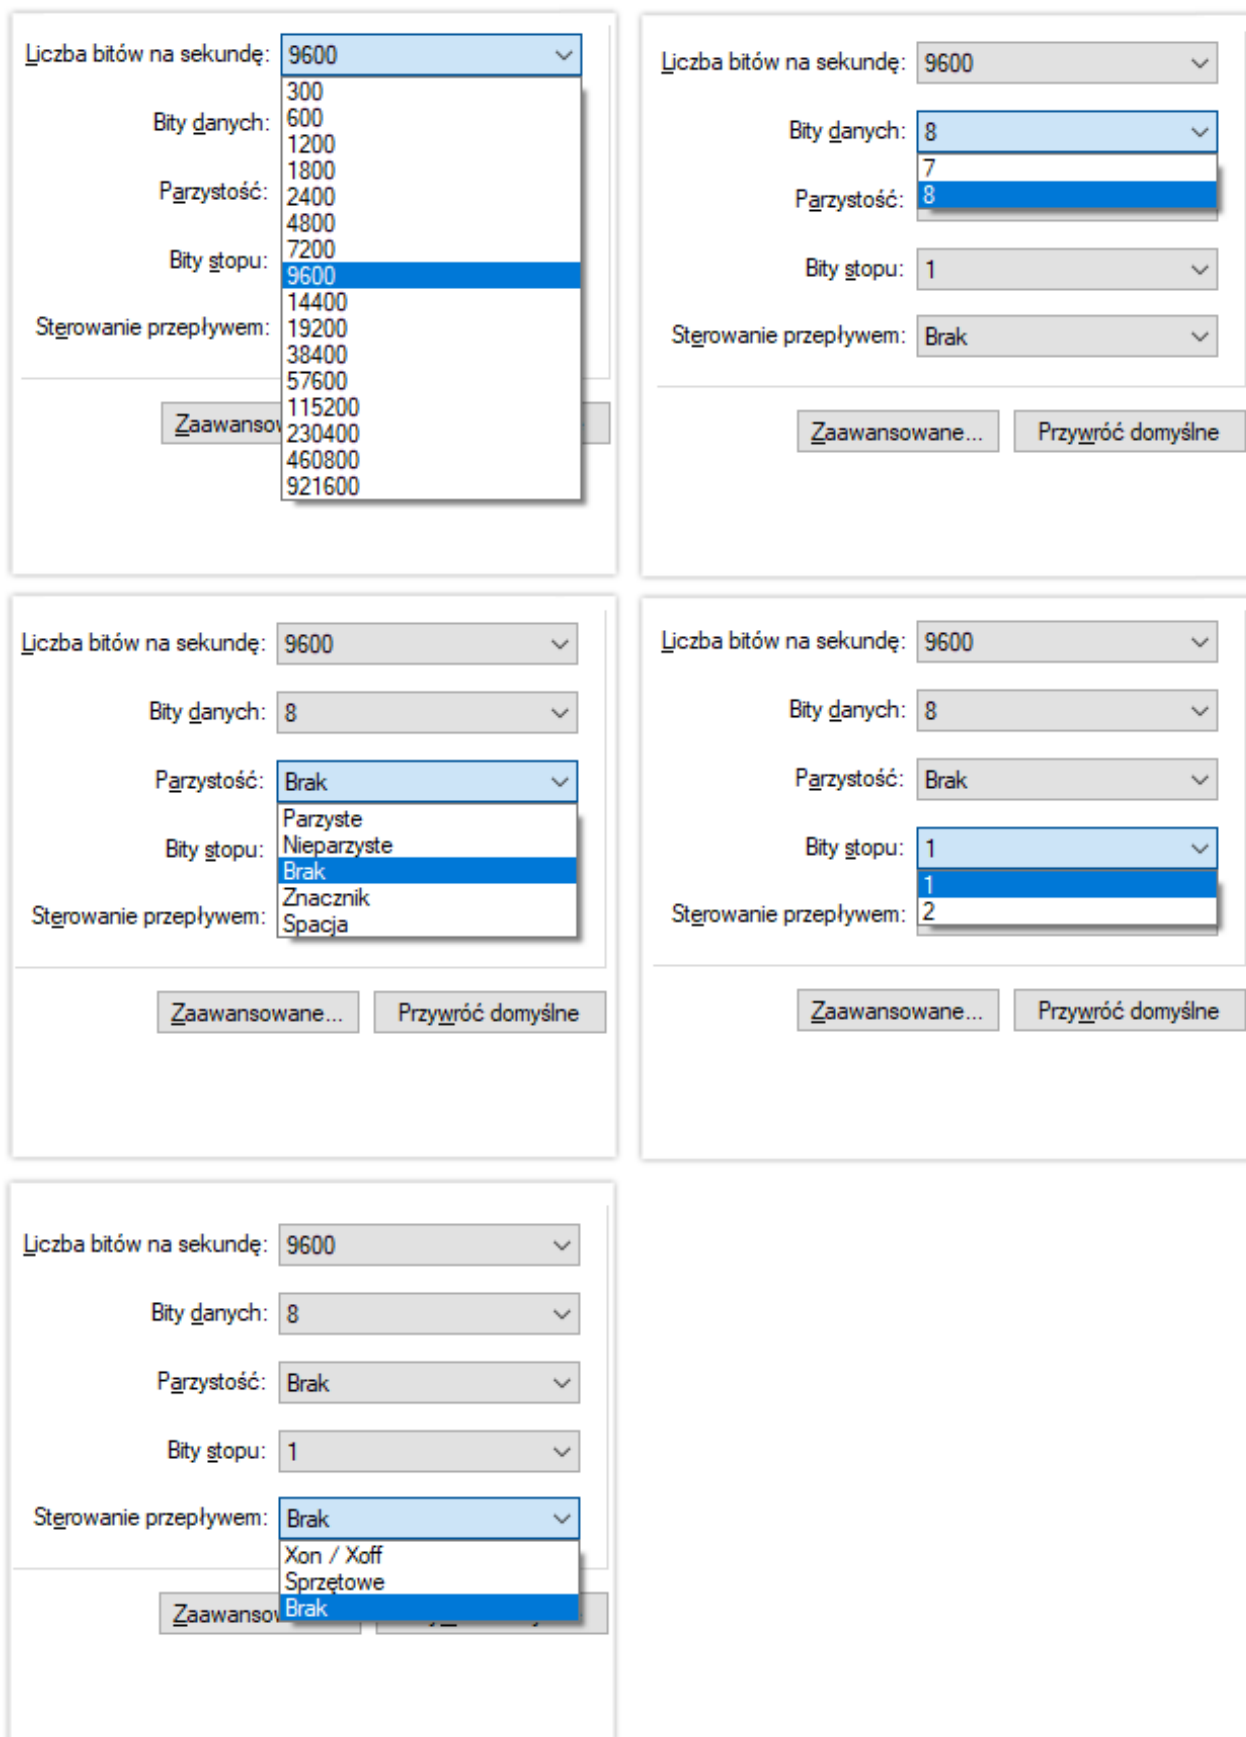 Liczba bitów na sekundę: 9600
300
Bity danych: 600
1200
1800
Parzystość: 2400
4800
7200
Bity stopu: 9600
14400
Sterowanie przepływem: 19200
38400
57600
115200
230400
460800
921600
Liczba bitów na sekundę: 9600
Bity danych: 8
7
8
Parzystość:
Bity stopu: 1
Sterowanie przepływem: Brak
Zaawansowane... Przywróć domyślne
Liczba bitów na sekundę: 9600
Bity danych: 8
Parzystość: Brak
Parzyste
Bity stopu: Nieparzyste
Brak
Znacznik
Sterowanie przepływem: Spacja
Zaawansowane... Przywróć domyślne
Liczba bitów na sekundę: 9600
Bity danych: 8
Parzystość: Brak
Bity stopu: 1
1
Sterowanie przepływem: 2
Zaawansowane... Przywróć domyślne
Liczba bitów na sekundę: 9600
Bity danych: 8
Parzystość: Brak
Bity stopu: 1
Sterowanie przepływem: Brak
Xon / Xoff
Sprzętowe
Brak